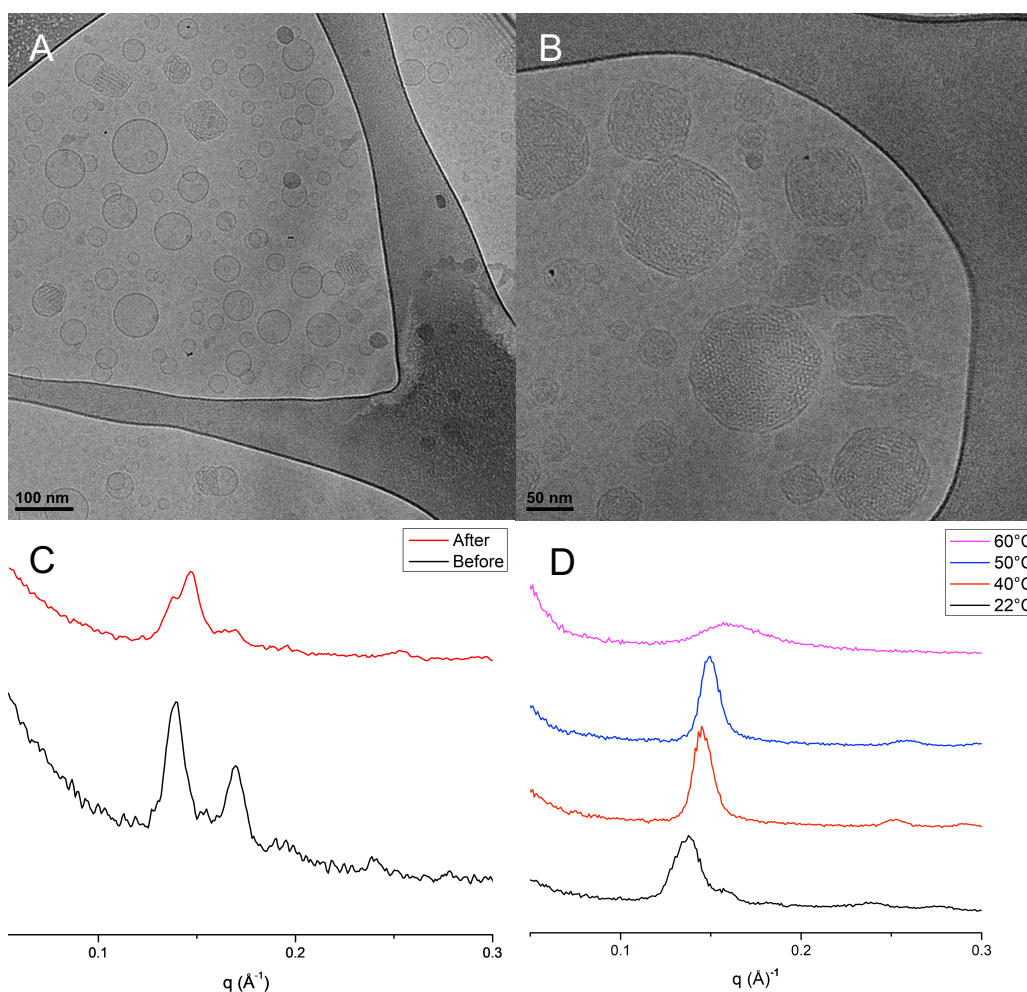 A
B
100 nm
50 nm
C
After
Before
D
60°C
50°C
40°C
22°C
0.1
0.2
0.3
q (Å⁻¹)
0.1
0.2
0.3
q (Å)⁻¹